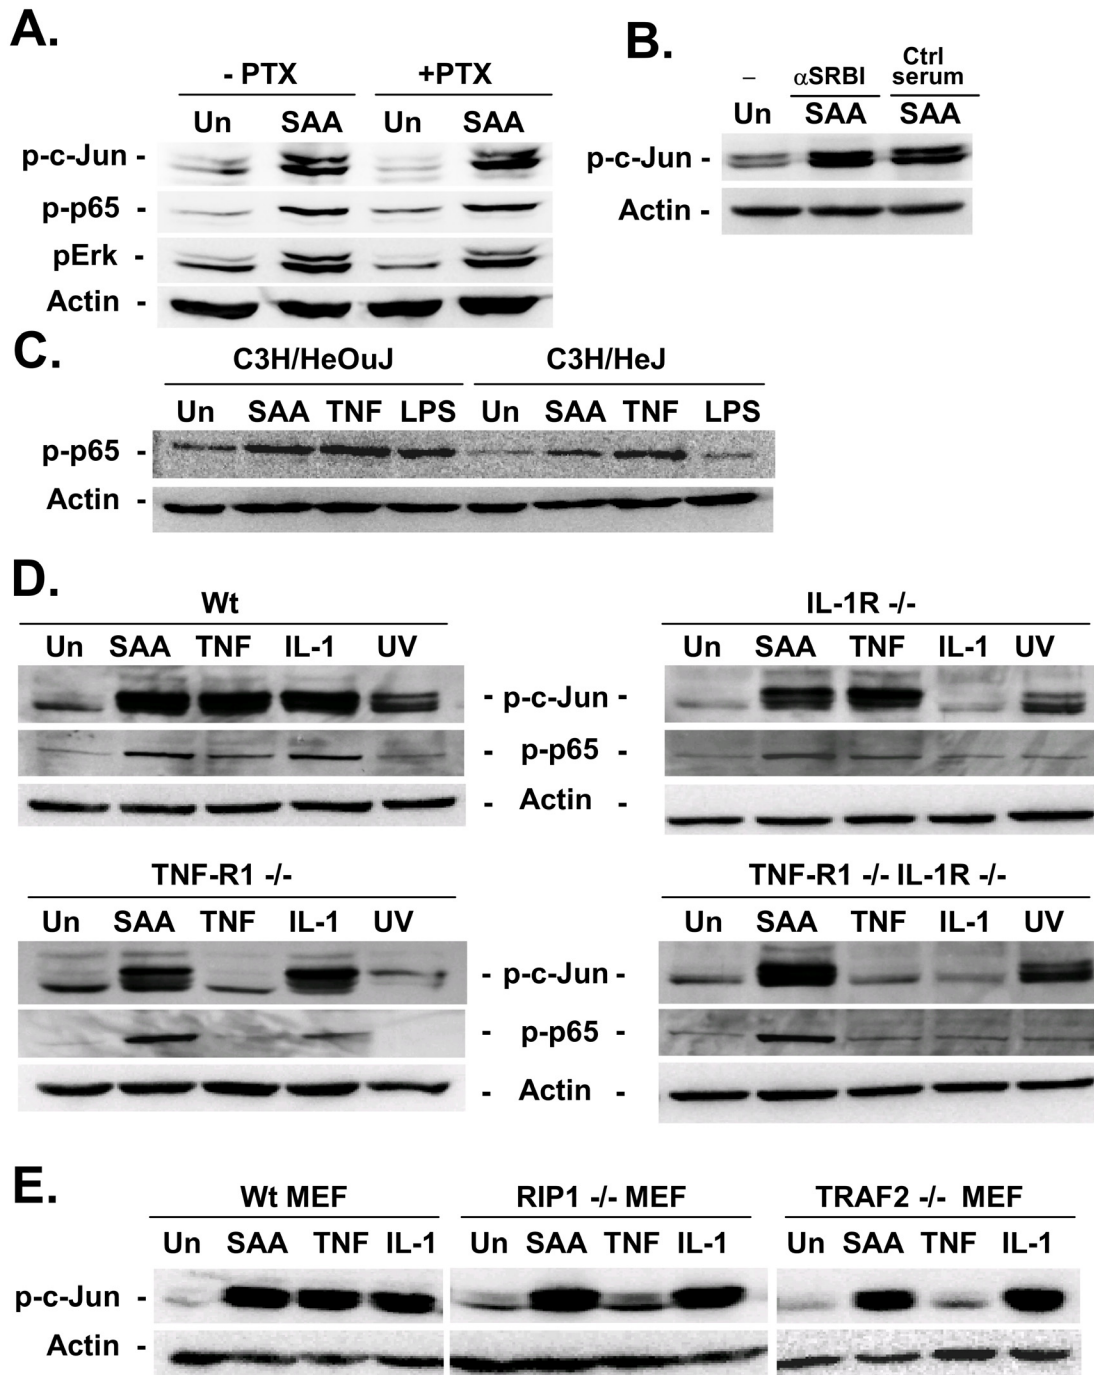 A.
- PTX +PTX
Un SAA Un SAA
p-c-Jun -
p-p65 -
pErk -
Actin -
B.
– αSRBI Ctrl serum
Un SAA SAA
p-c-Jun -
Actin -
C.
C3H/HeOuJ C3H/HeJ
Un SAA TNF LPS Un SAA TNF LPS
p-p65 -
Actin -
D.
Wt IL-1R -/-
Un SAA TNF IL-1 UV Un SAA TNF IL-1 UV
- p-c-Jun -
- p-p65 -
- Actin -
TNF-R1 -/- TNF-R1 -/- IL-1R -/-
Un SAA TNF IL-1 UV Un SAA TNF IL-1 UV
- p-c-Jun -
- p-p65 -
- Actin -
E.
Wt MEF RIP1 -/- MEF TRAF2 -/- MEF
Un SAA TNF IL-1 Un SAA TNF IL-1 Un SAA TNF IL-1
p-c-Jun -
Actin -